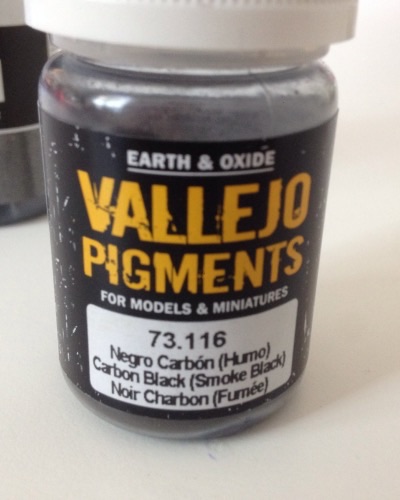 EARTH & OXIDE
VALLEJO
PIGMENTS
FOR MODELS & MINIATURES
73.116
Negro Carbón (Humo)
Carbon Black (Smoke Black)
Noir Charbon (Fumée)